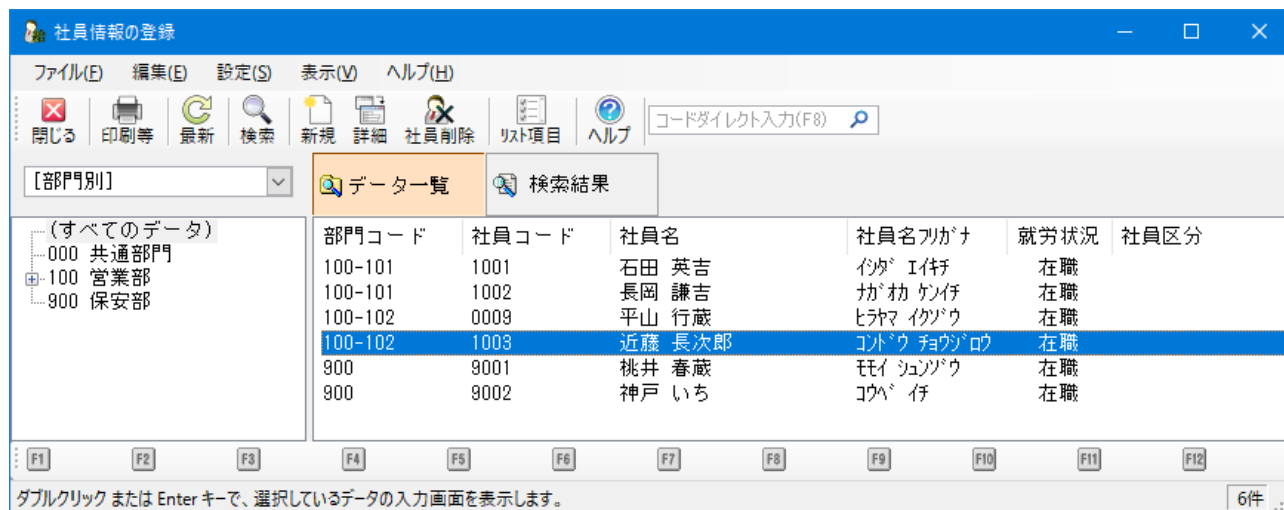 社員情報の登録
ファイル(F) 編集(E) 設定(S) 表示(V) ヘルプ(H)
閉じる 印刷等 最新 検索 新規 詳細 社員削除 リスト項目 ヘルプ コードダイレクト入力(F8)
[部門別] データ一覧 検索結果
(すべてのデータ)
000 共通部門
100 営業部
900 保安部
部門コード 社員コード 社員名 社員名フリガナ 就労状況 社員区分
100-101 1001 石田 英吉 イシダ エイキチ 在職
100-101 1002 長岡 謙吉 ナガオカ ケンイチ 在職
100-102 0009 平山 行蔵 ヒラヤマ イクゾウ 在職
100-102 1003 近藤 長次郎 コンドウ チョウジロウ 在職
900 9001 桃井 春蔵 モモイ シュンゾウ 在職
900 9002 神戸 いち コウベ イチ 在職
F1 F2 F3 F4 F5 F6 F7 F8 F9 F10 F11 F12
ダブルクリック または Enter キーで、選択しているデータの入力画面を表示します。 6件